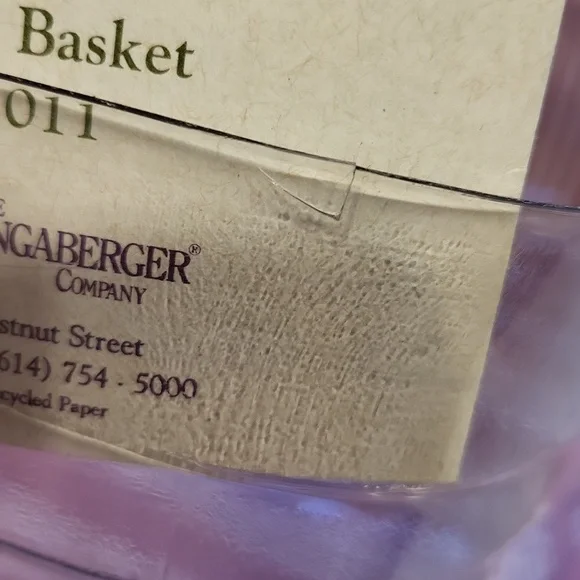 Basket
011
E
NGABERGER®
COMPANY
stnut Street
614) 754 - 5000
cycled Paper